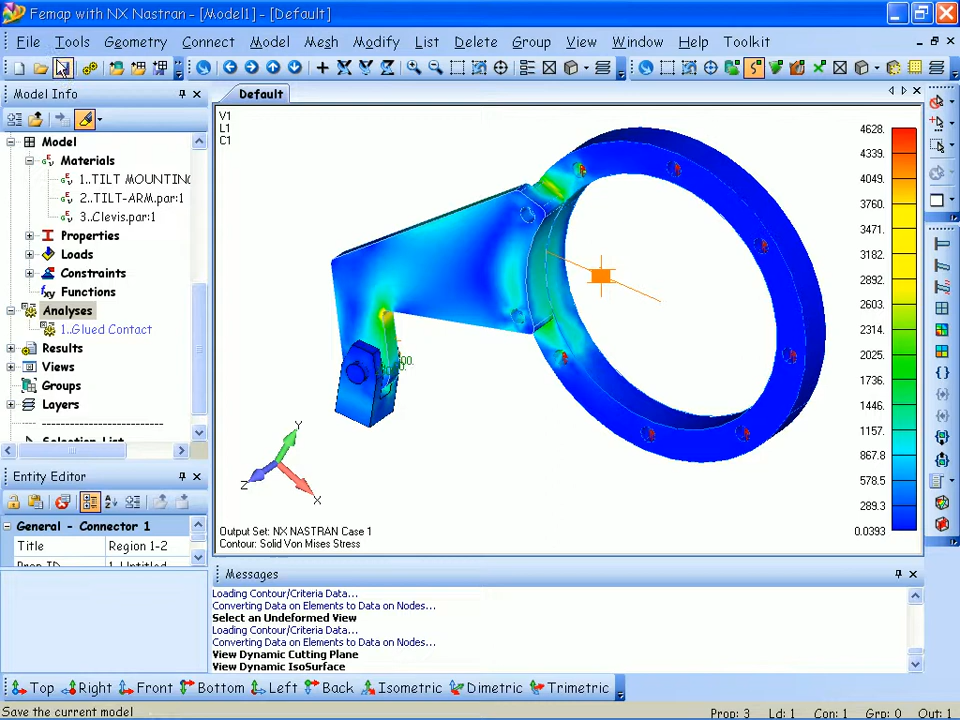 Femap with NX Nastran - [Model1] - [Default]
File Tools Geometry Connect Model Mesh Modify List Delete Group View Window Help Toolkit
Model Info
Default
Model
Materials
1..TILT MOUNTING
2..TILT-ARM.par:1
3..Clevis.par:1
Properties
Loads
Constraints
Functions
Analyses
1..Glued Contact
Results
Views
Groups
Layers
Selection List
Entity Editor
General - Connector 1
Title Region 1-2
Prop ID 1..Untitled
V1
L1
C1
00.
Y
Z
X
4628.
4339.
4049.
3760.
3471.
3182.
2892.
2603.
2314.
2025.
1736.
1446.
1157.
867.8
578.5
289.3
0.0393
Output Set: NX NASTRAN Case 1
Contour: Solid Von Mises Stress
Messages
Loading Contour/Criteria Data...
Converting Data on Elements to Data on Nodes...
Select an Undeformed View
Loading Contour/Criteria Data...
Converting Data on Elements to Data on Nodes...
View Dynamic Cutting Plane
View Dynamic IsoSurface
Top Right Front Bottom Left Back Isometric Dimetric Trimetric
Save the current model
Prop: 3 Ld: 1 Con: 1 Grp: 0 Out: 1